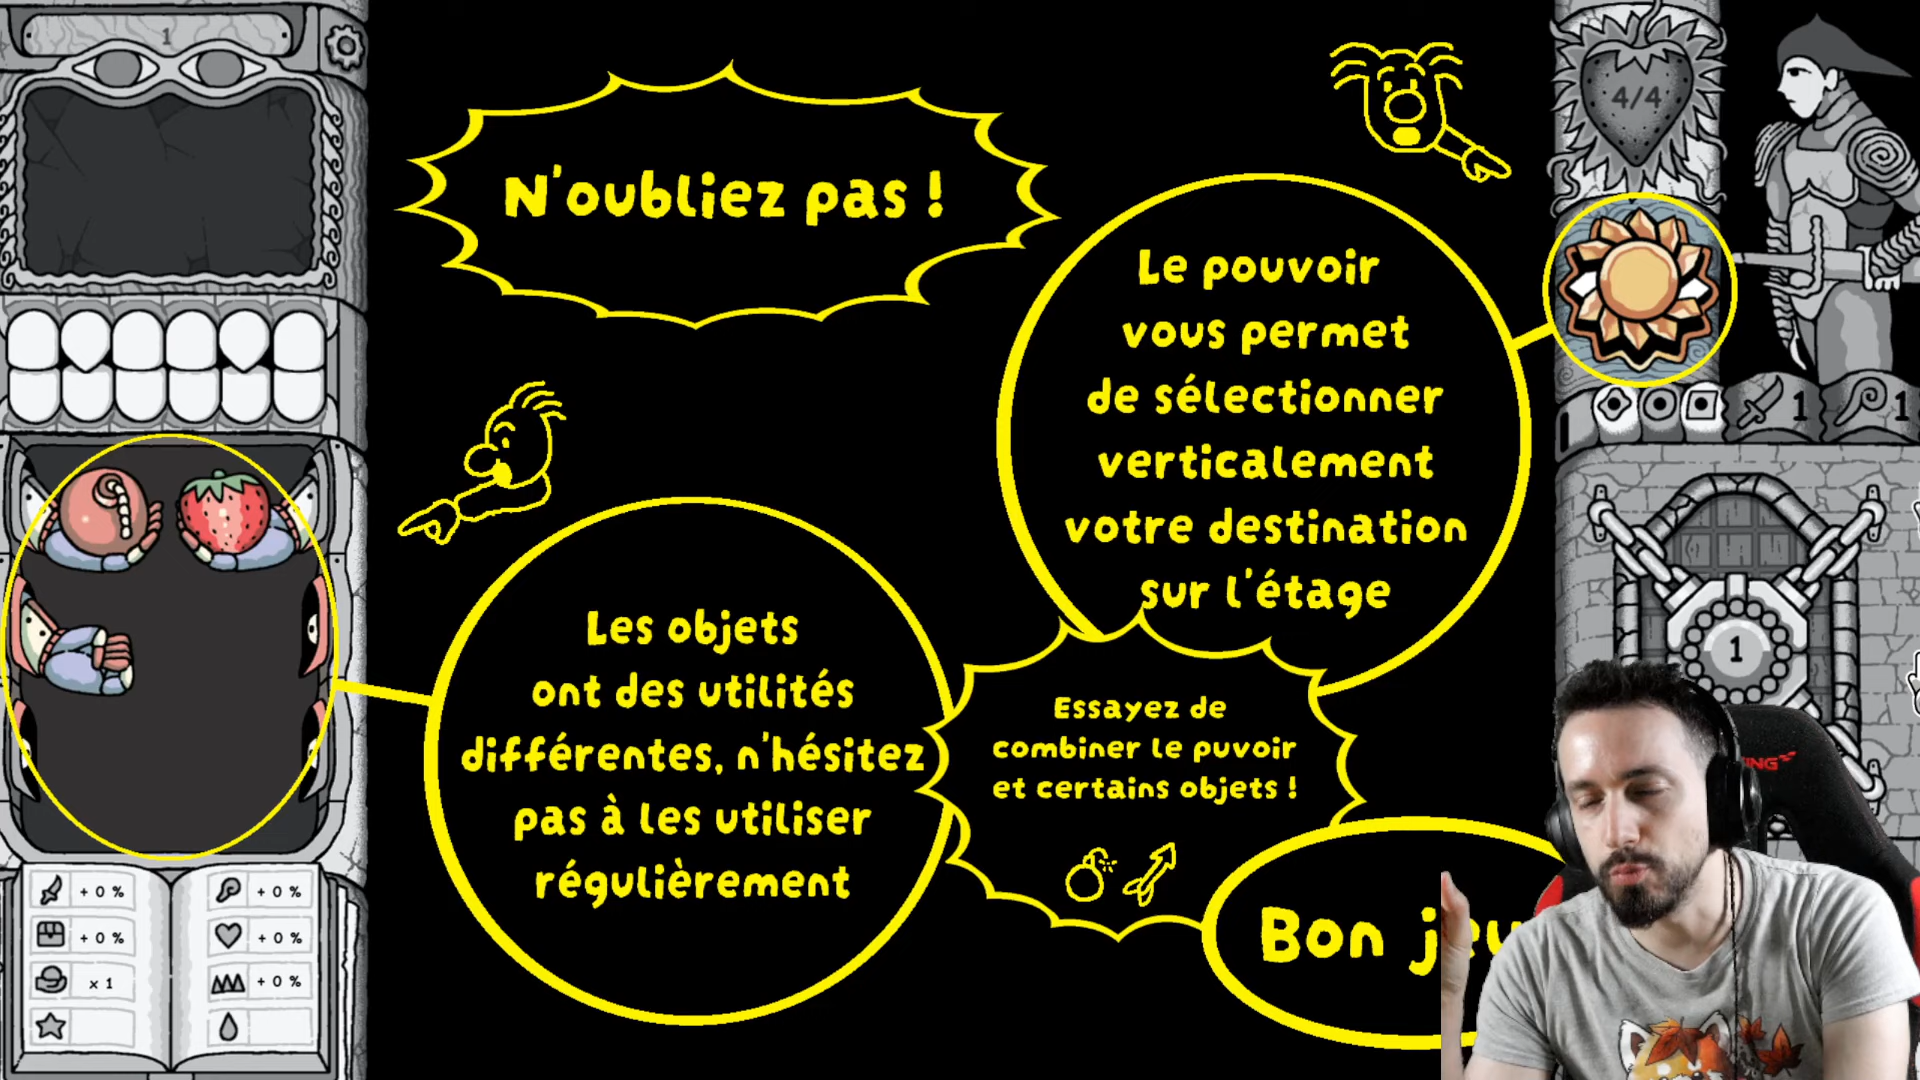 1
N'oubliez pas !
4/4
Le pouvoir
vous permet
de sélectionner
verticalement
votre destination
sur l'étage
1
1
1
Les objets
ont des utilités
différentes, n'hésitez
pas à les utiliser
régulièrement
Essayez de
combiner le puvoir
et certains objets !
Bon jeu
+ 0 %
+ 0 %
+ 0 %
+ 0 %
x 1
+ 0 %